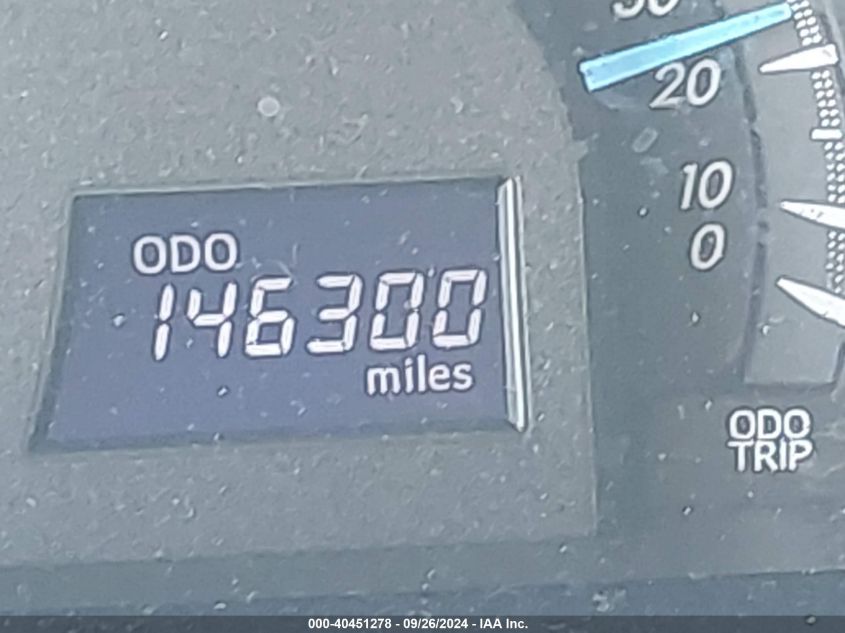 20
10
0
ODO
146300
miles
ODO
TRIP
000-40451278 - 09/26/2024 - IAA Inc.